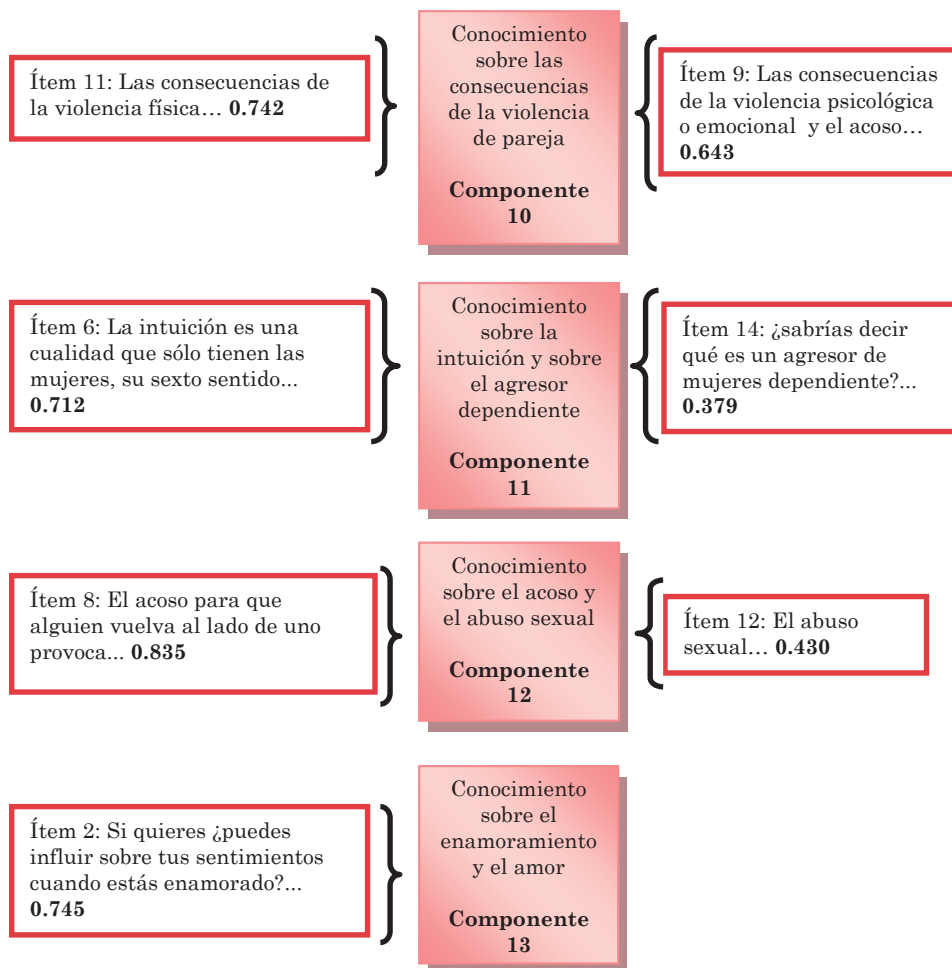 Ítem 11: Las consecuencias de
la violencia física... 0.742
Conocimiento
sobre las
consecuencias
de la violencia
de pareja
Componente
10
Ítem 9: Las consecuencias
de la violencia psicológica
o emocional y el acoso...
0.643
Ítem 6: La intuición es una
cualidad que sólo tienen las
mujeres, su sexto sentido...
0.712
Conocimiento
sobre la
intuición y sobre
el agresor
dependiente
Componente
11
Ítem 14: ¿sabrías decir
qué es un agresor de
mujeres dependiente?...
0.379
Ítem 8: El acoso para que
alguien vuelva al lado de uno
provoca... 0.835
Conocimiento
sobre el acoso y
el abuso sexual
Componente
12
Ítem 12: El abuso
sexual... 0.430
Ítem 2: Si quieres ¿puedes
influir sobre tus sentimientos
cuando estás enamorado?...
0.745
Conocimiento
sobre el
enamoramiento
y el amor
Componente
13